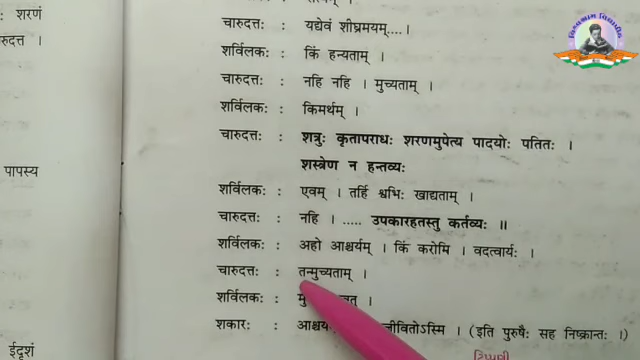 : शरणं
रुदत्त ।
पापस्य
ईदृशं
चारुदत्तः : यद्येवं शीघ्रमयम्....।
शर्विलकः : किं हन्यताम् ।
चारुदत्तः : नहि नहि । मुच्यताम् ।
शर्विलकः : किमर्थम् ।
चारुदत्तः : शत्रुः कृतापराधः शरणमुपेत्य पादयोः पतितः ।
शस्त्रेण न हन्तव्यः
शर्विलकः : एवम् । तर्हि श्वभिः खाद्यताम् ।
चारुदत्तः : नहि । ..... उपकारहतस्तु कर्तव्यः ॥
शर्विलकः : अहो आश्चर्यम् । किं करोमि । वदत्वार्यः ।
चारुदत्तः : तन्मुच्यताम् ।
शर्विलकः :
शकारः : जीवितोऽस्मि । (इति पुरुषैः सह निष्क्रान्तः ।)